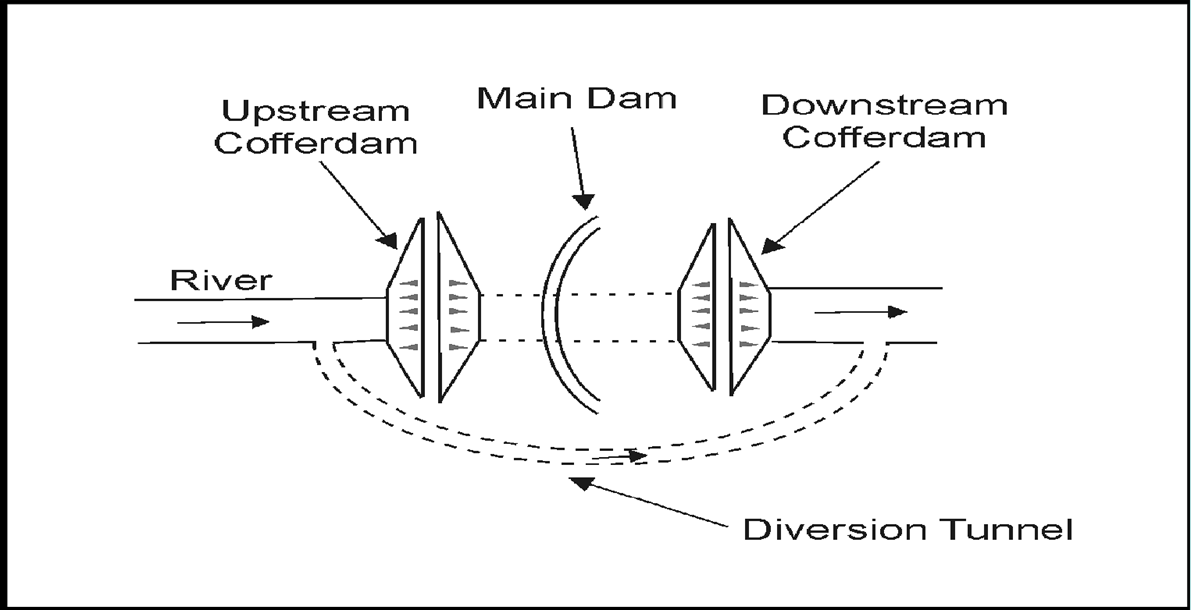 Upstream
Cofferdam
Main Dam
Downstream
Cofferdam
River
Diversion Tunnel